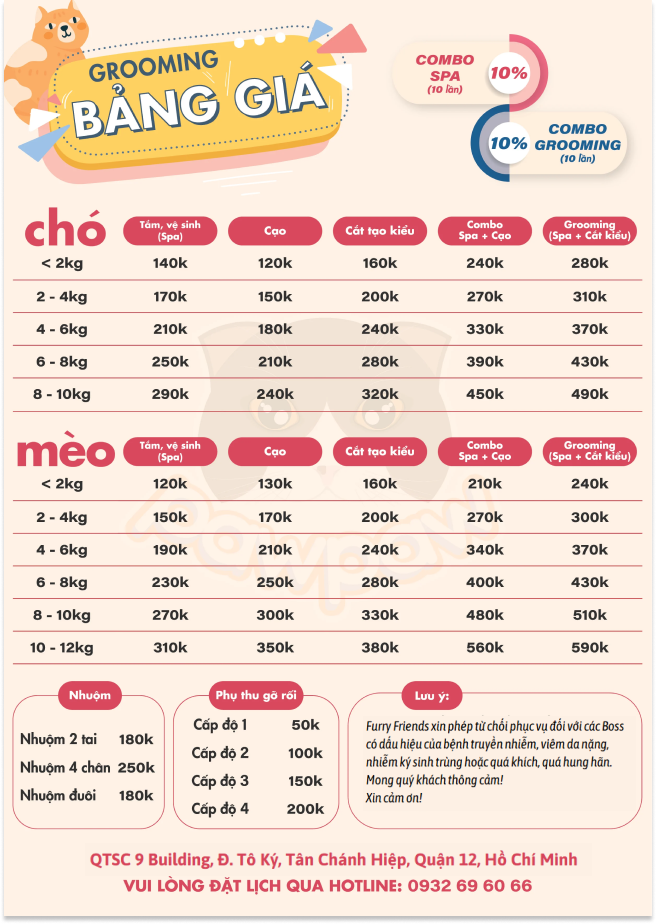 GROOMING
BẢNG GIÁ
COMBO
SPA
(10 lần)
10%
10%
COMBO
GROOMING
(10 lần)
chó
Tắm, vệ sinh
(Spa)
Cạo
Cắt tạo kiểu
Combo
Spa + Cạo
Grooming
(Spa + Cắt kiểu)
< 2kg 140k 120k 160k 240k 280k
2 - 4kg 170k 150k 200k 270k 310k
4 - 6kg 210k 180k 240k 330k 370k
6 - 8kg 250k 210k 280k 390k 430k
8 - 10kg 290k 240k 320k 450k 490k
mèo
Tắm, vệ sinh
(Spa)
Cạo
Cắt tạo kiểu
Combo
Spa + Cạo
Grooming
(Spa + Cắt kiểu)
< 2kg 120k 130k 160k 210k 240k
2 - 4kg 150k 170k 200k 270k 300k
4 - 6kg 190k 210k 240k 340k 370k
6 - 8kg 230k 250k 280k 400k 430k
8 - 10kg 270k 300k 330k 480k 510k
10 - 12kg 310k 350k 380k 560k 590k
pawpaw
Nhuộm
Nhuộm 2 tai 180k
Nhuộm 4 chân 250k
Nhuộm đuôi 180k
Phụ thu gỡ rối
Cấp độ 1 50k
Cấp độ 2 100k
Cấp độ 3 150k
Cấp độ 4 200k
Lưu ý:
Furry Friends xin phép từ chối phục vụ đối với các Boss
có dấu hiệu của bệnh truyền nhiễm, viêm da nặng,
nhiễm ký sinh trùng hoặc quá khích, quá hung hãn.
Mong quý khách thông cảm!
Xin cảm ơn!
QTSC 9 Building, Đ. Tô Ký, Tân Chánh Hiệp, Quận 12, Hồ Chí Minh
VUI LÒNG ĐẶT LỊCH QUA HOTLINE: 0932 69 60 66